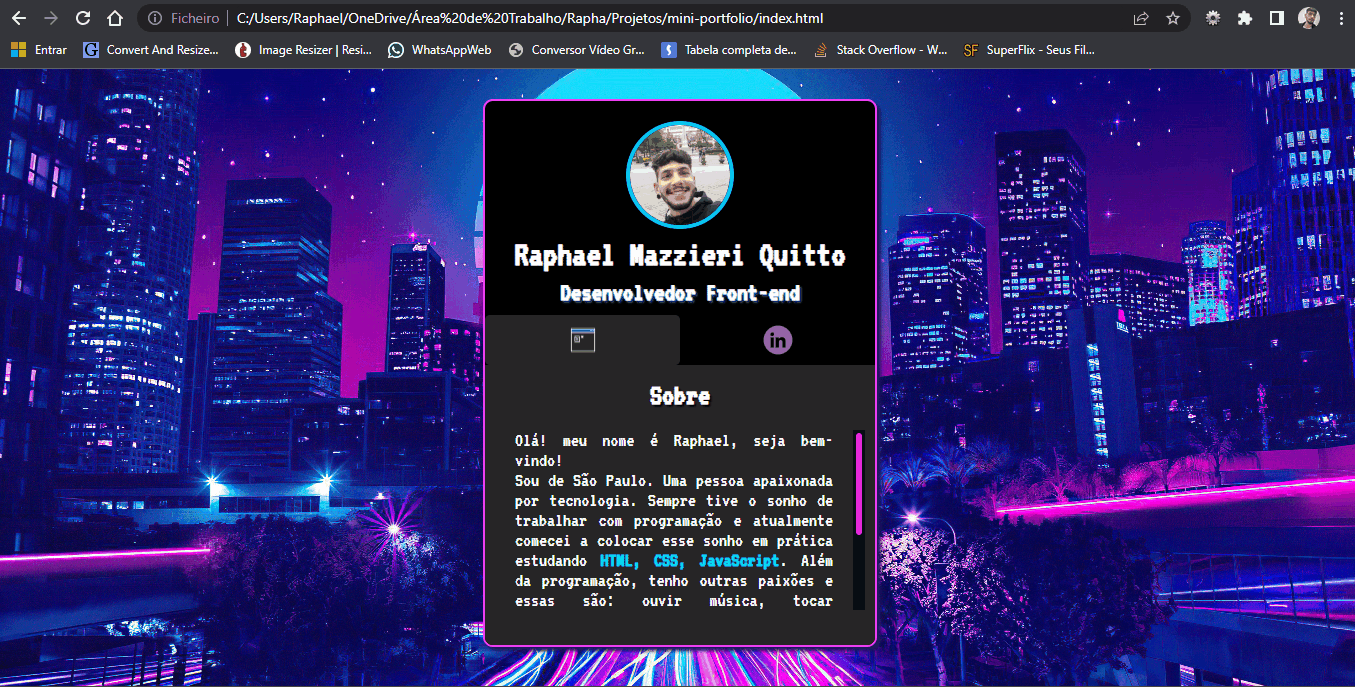 Ficheiro | C:/Users/Raphael/OneDrive/Área%20de%20Trabalho/Rapha/Projetos/mini-portfolio/index.html
Entrar G Convert And Resize... Image Resizer | Resi... WhatsAppWeb Conversor Vídeo Gr... $ Tabela completa de... Stack Overflow - W... SF SuperFlix - Seus Fil...
Raphael Mazzieri Quitto
Desenvolvedor Front-end
in
Sobre
Olá! meu nome é Raphael, seja bem-
vindo!
Sou de São Paulo. Uma pessoa apaixonada
por tecnologia. Sempre tive o sonho de
trabalhar com programação e atualmente
comecei a colocar esse sonho em prática
estudando HTML, CSS, JavaScript. Além
da programação, tenho outras paixões e
essas são: ouvir música, tocar